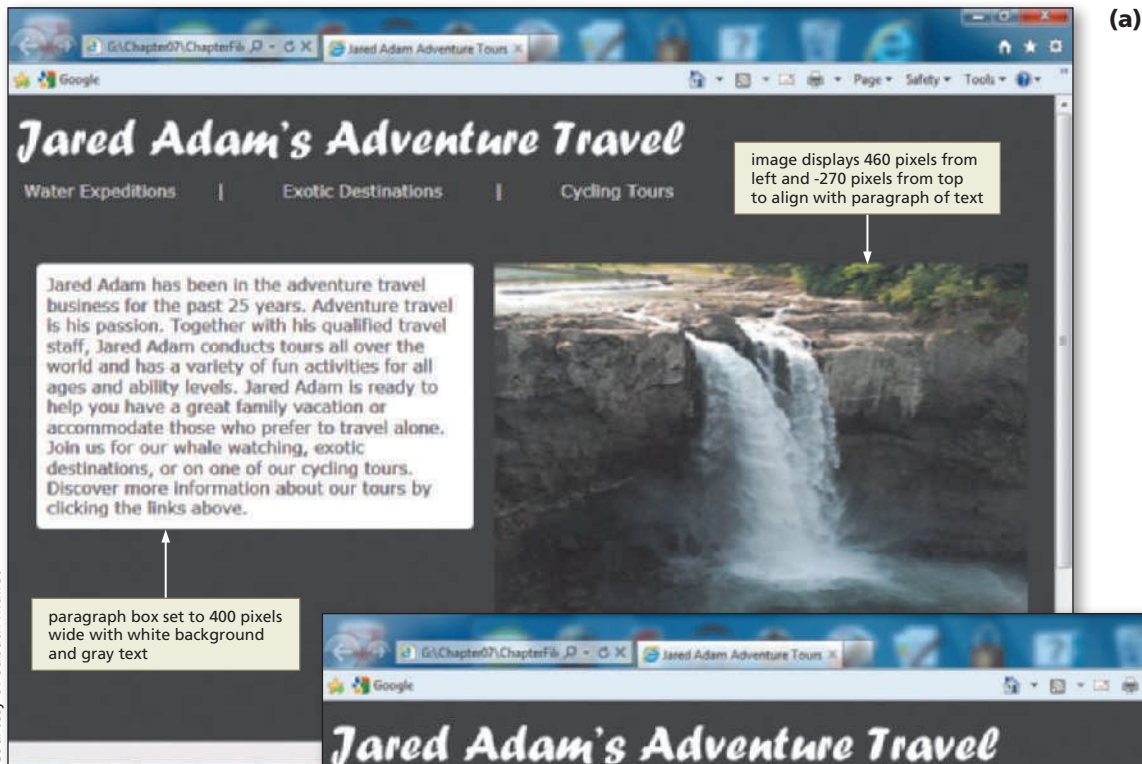 (a)
G:\Chapter07\ChapterFile
Jared Adam Adventure Tours
Google
Page
Safety
Tools
Jared Adam's Adventure Travel
Water Expeditions | Exotic Destinations | Cycling Tours
image displays 460 pixels from
left and -270 pixels from top
to align with paragraph of text
Jared Adam has been in the adventure travel
business for the past 25 years. Adventure travel
is his passion. Together with his qualified travel
staff, Jared Adam conducts tours all over the
world and has a variety of fun activities for all
ages and ability levels. Jared Adam is ready to
help you have a great family vacation or
accommodate those who prefer to travel alone.
Join us for our whale watching, exotic
destinations, or on one of our cycling tours.
Discover more information about our tours by
clicking the links above.
paragraph box set to 400 pixels
wide with white background
and gray text
G:\Chapter07\ChapterFile
Jared Adam Adventure Tours
Google
Jared Adam's Adventure Travel